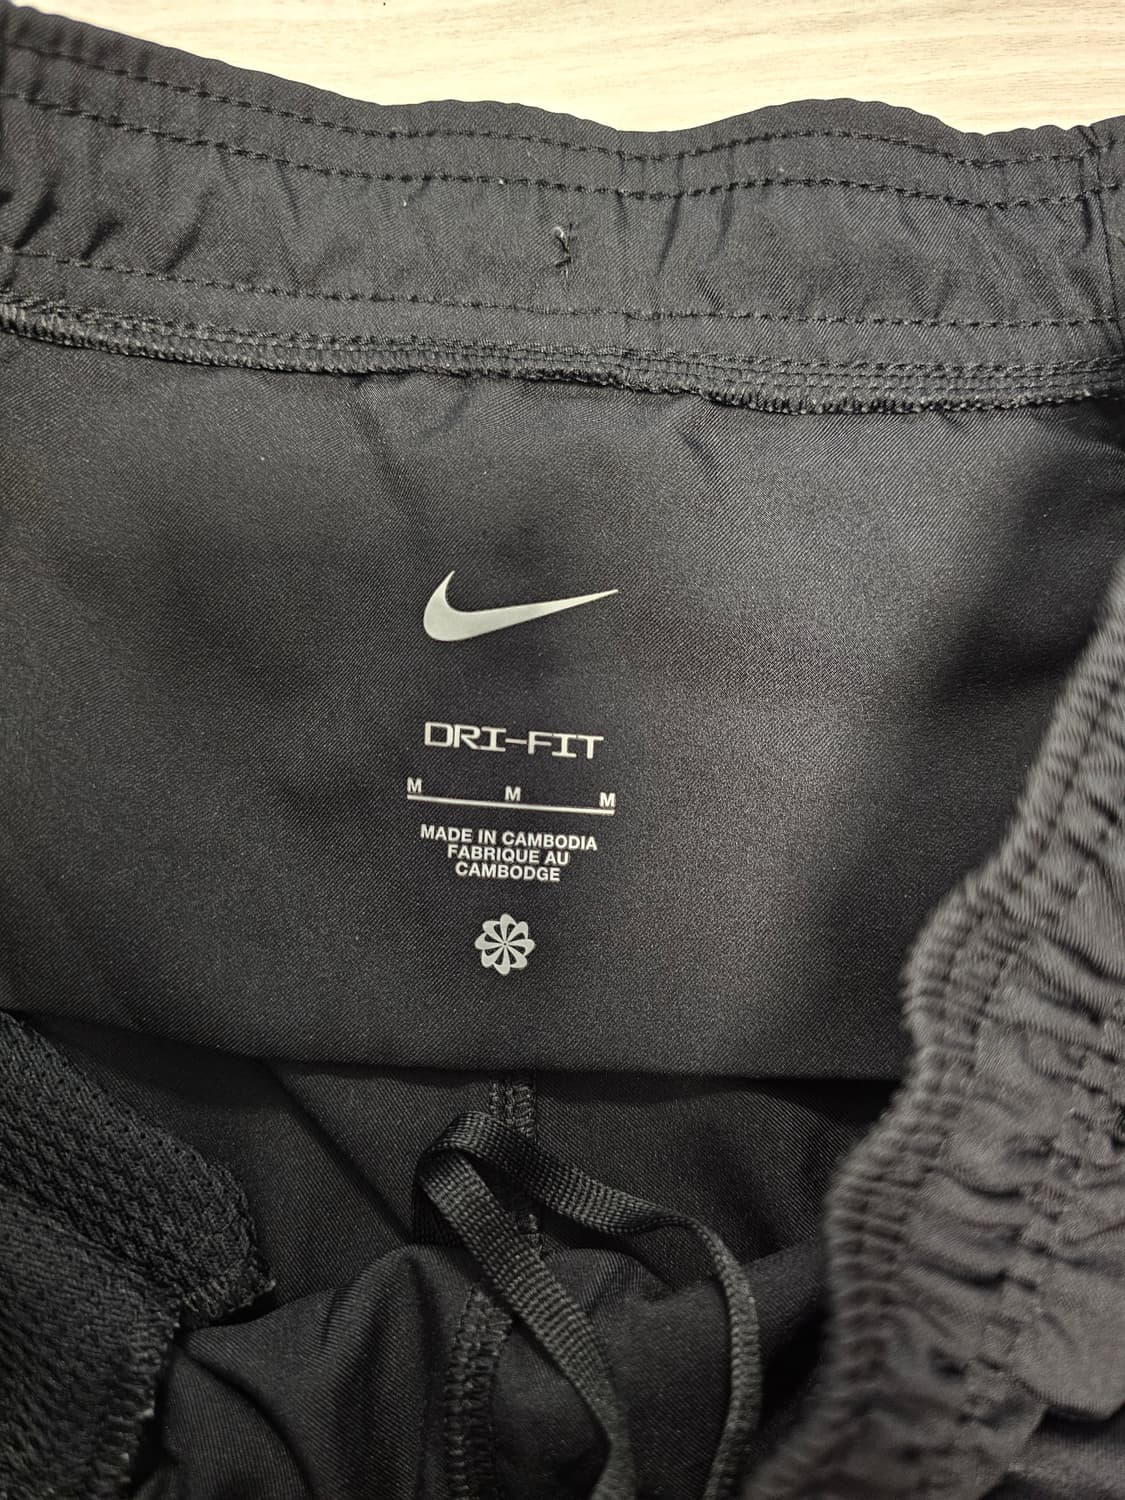 DRI-FIT
M M M
MADE IN CAMBODIA
FABRIQUE AU
CAMBODGE